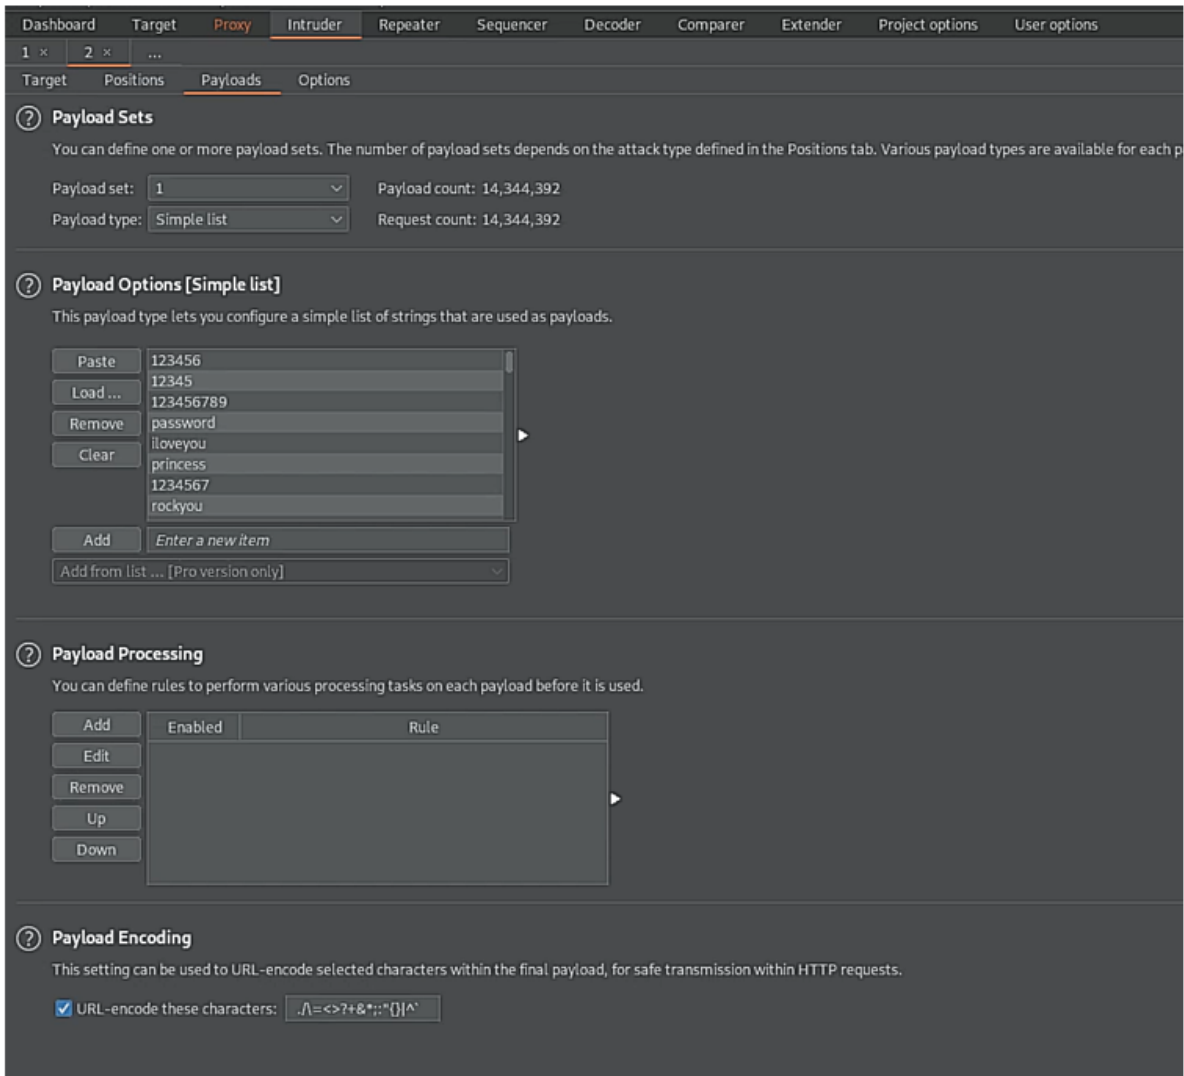 Dashboard Target Proxy Intruder Repeater Sequencer Decoder Comparer Extender Project options User options
1 × 2 × ...
Target Positions Payloads Options
? Payload Sets
You can define one or more payload sets. The number of payload sets depends on the attack type defined in the Positions tab. Various payload types are available for each p
Payload set: 1 Payload count: 14,344,392
Payload type: Simple list Request count: 14,344,392
? Payload Options [Simple list]
This payload type lets you configure a simple list of strings that are used as payloads.
Paste 123456
12345
Load ... 123456789
Remove password
iloveyou
Clear princess
1234567
rockyou
Add Enter a new item
Add from list ... [Pro version only]
? Payload Processing
You can define rules to perform various processing tasks on each payload before it is used.
Add Enabled Rule
Edit
Remove
Up
Down
? Payload Encoding
This setting can be used to URL-encode selected characters within the final payload, for safe transmission within HTTP requests.
URL-encode these characters: ./\=<>?+&*;:"{}|^`